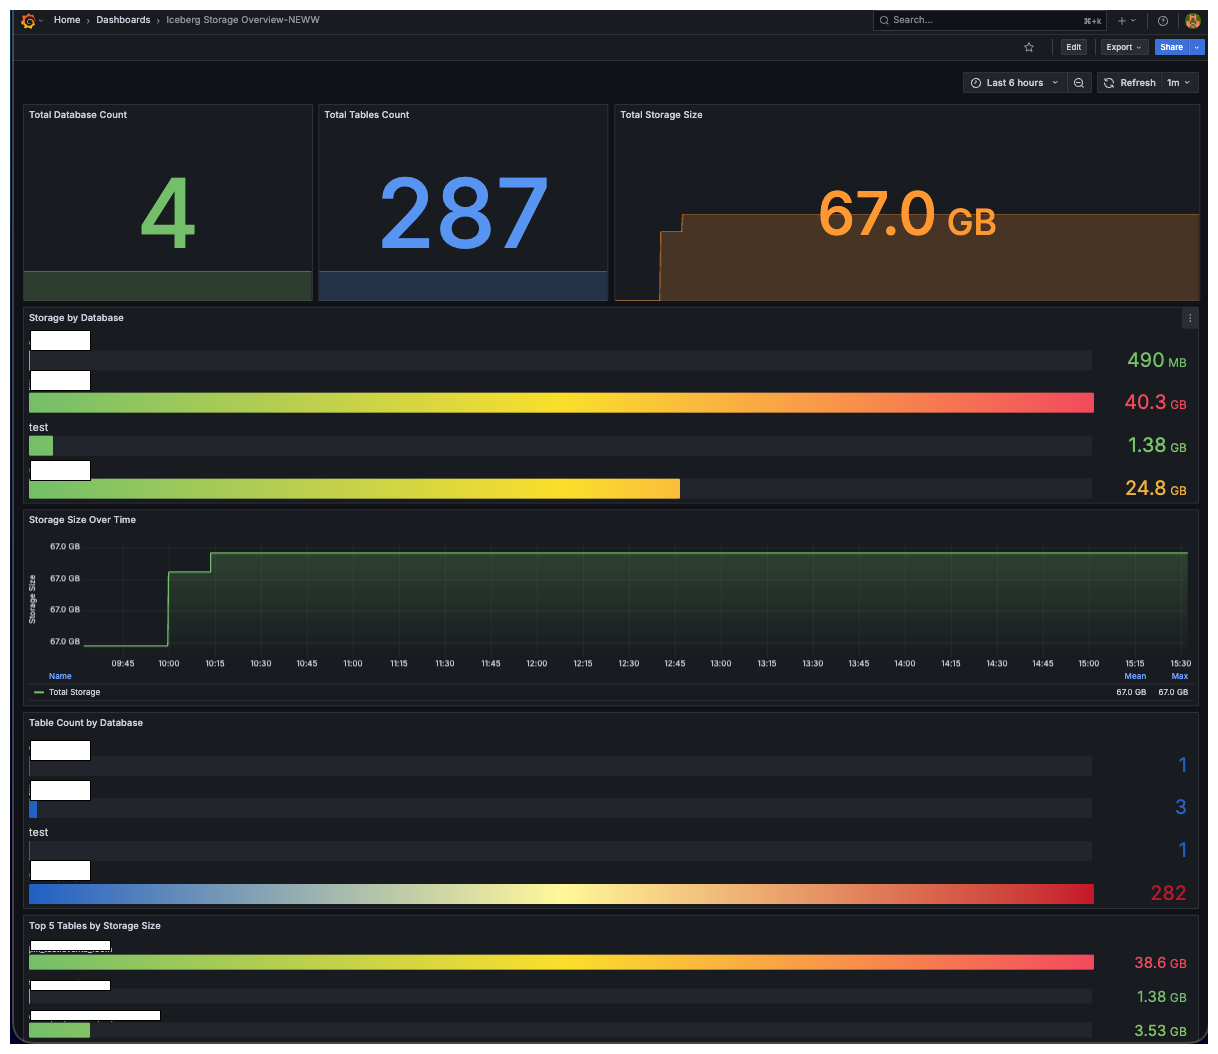 Home › Dashboards › Iceberg Storage Overview-NEWW
Search... ⌘+k
Edit Export Share
Last 6 hours Refresh 1m
Total Database Count
4
Total Tables Count
287
Total Storage Size
67.0 GB
Storage by Database
490 MB
40.3 GB
test
1.38 GB
24.8 GB
Storage Size Over Time
Storage Size
67.0 GB
67.0 GB
67.0 GB
67.0 GB
09:45 10:00 10:15 10:30 10:45 11:00 11:15 11:30 11:45 12:00 12:15 12:30 12:45 13:00 13:15 13:30 13:45 14:00 14:15 14:30 14:45 15:00 15:15 15:30
Name Mean Max
Total Storage 67.0 GB 67.0 GB
Table Count by Database
1
3
test
1
282
Top 5 Tables by Storage Size
38.6 GB
1.38 GB
3.53 GB